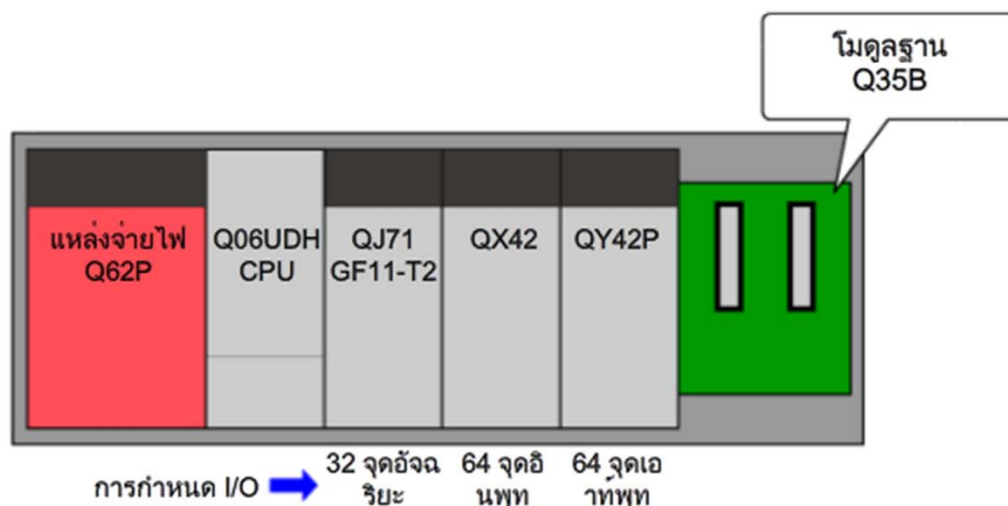 โมดูลฐาน
Q35B
แหล่งจ่ายไฟ
Q62P
Q06UDH
CPU
QJ71
GF11-T2
QX42
QY42P
การกำหนด I/O
32 จุดอัจฉ
ริยะ
64 จุดอิ
นพุท
64 จุดเอ
าท์พุท